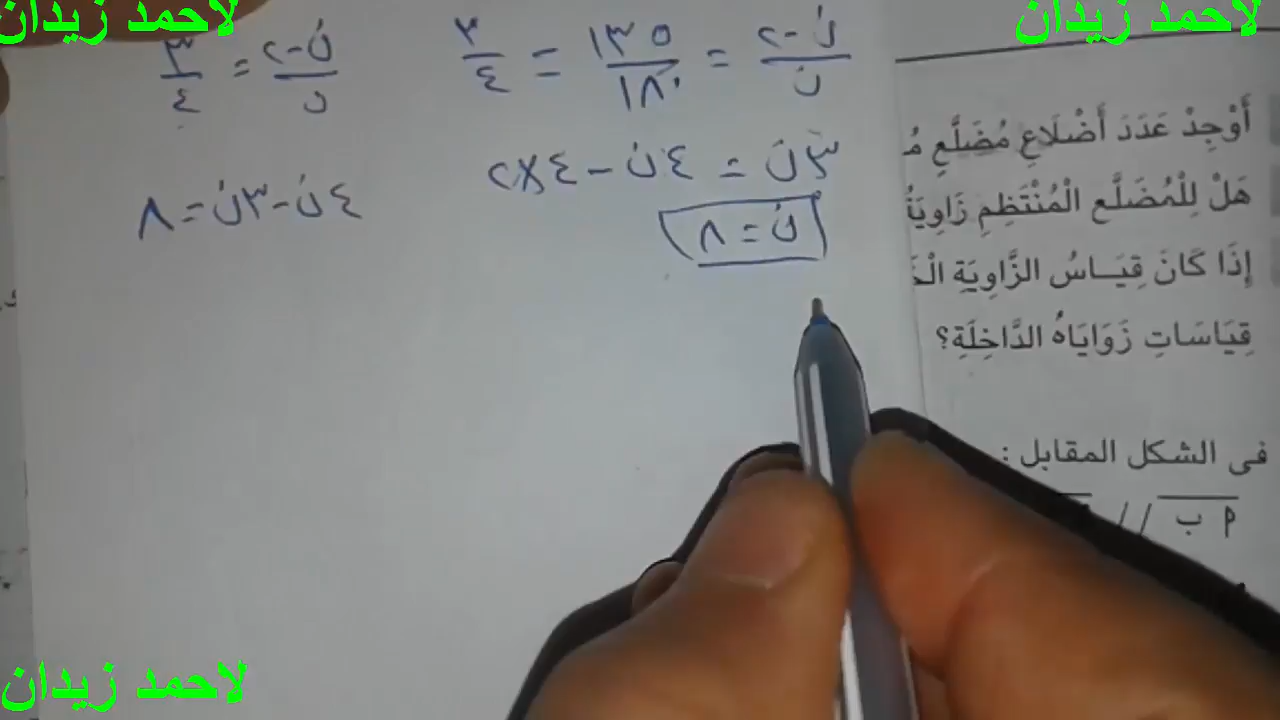 لاحمد زيدان
لاحمد زيدان
ن-٢/ن = ١٣٥/١٨٠ = ٣/٤
ن-٢/ن = ٣/٤
٣ن = ٤ن - ٤×٢
ن = ٨
٤ن-٣ن = ٨
أَوْجِدْ عَدَدَ أَضْلَاعِ مُضَلَّعٍ
هَلْ لِلْمُضَلَّعِ الْمُنْتَظِمِ زَاوِيَةٌ
إِذَا كَانَ قِيَاسُ الزَّاوِيَةِ
قِيَاسَاتِ زَوَايَاهُ الدَّاخِلَةِ؟
فى الشكل المقابل :
م ب //
لاحمد زيدان